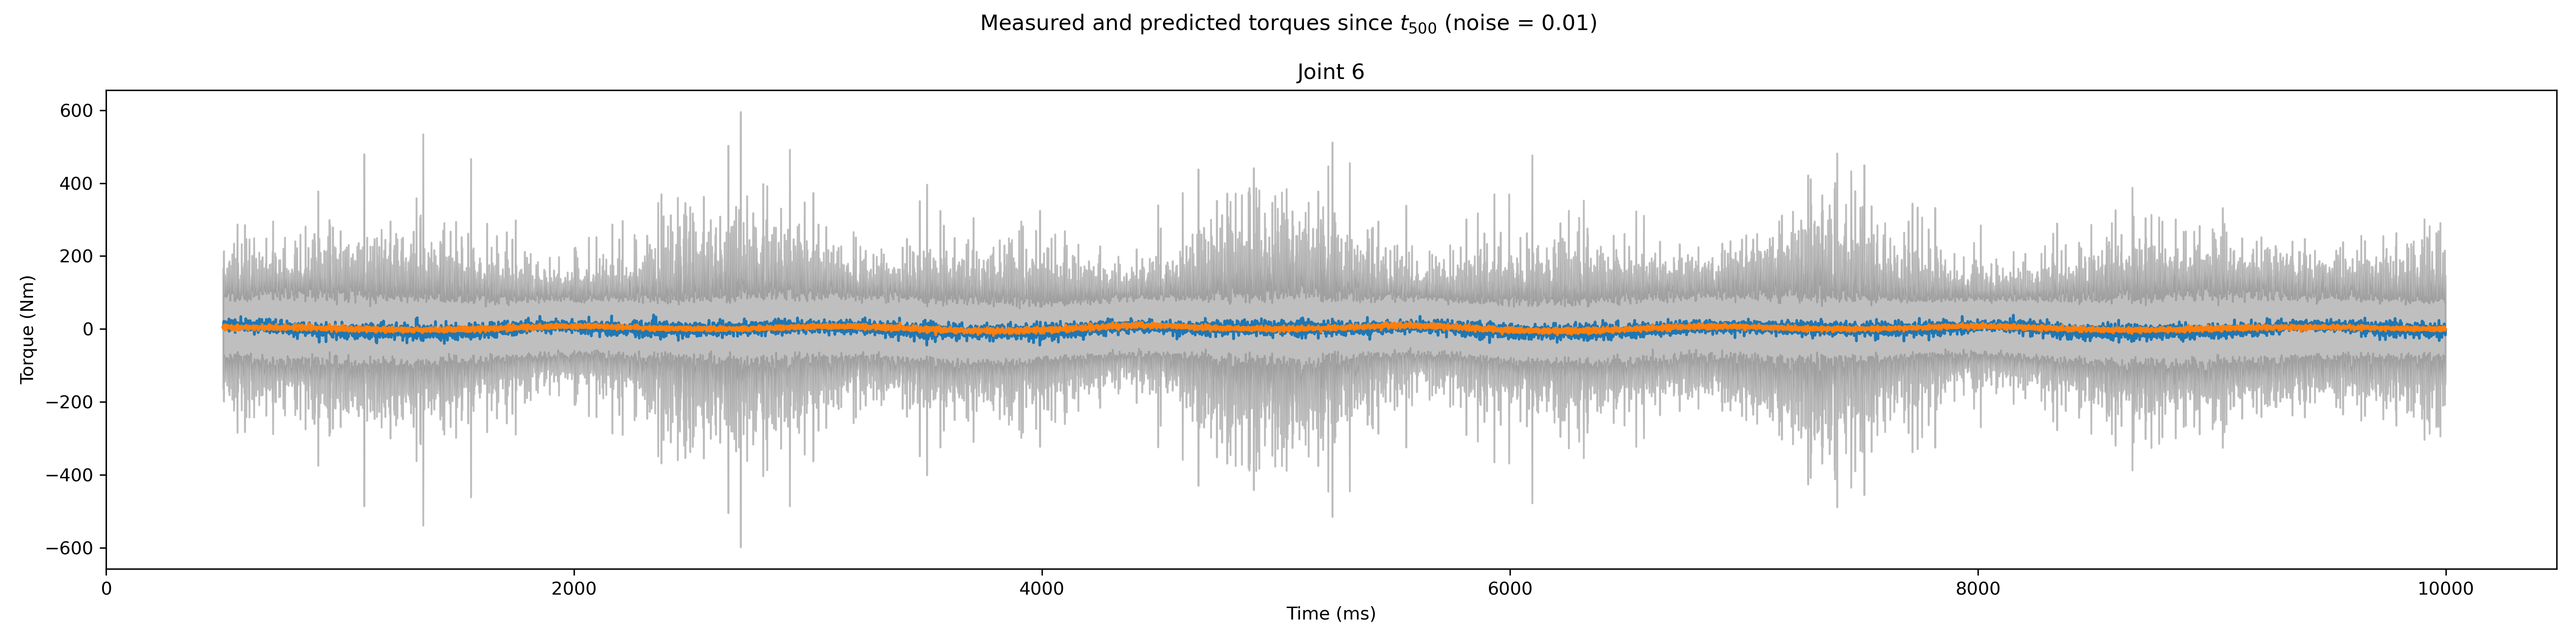 Measured and predicted torques since t₅₀₀ (noise = 0.01)
Joint 6
600
400
200
0
−200
−400
−600
Torque (Nm)
0 2000 4000 6000 8000 10000
Time (ms)